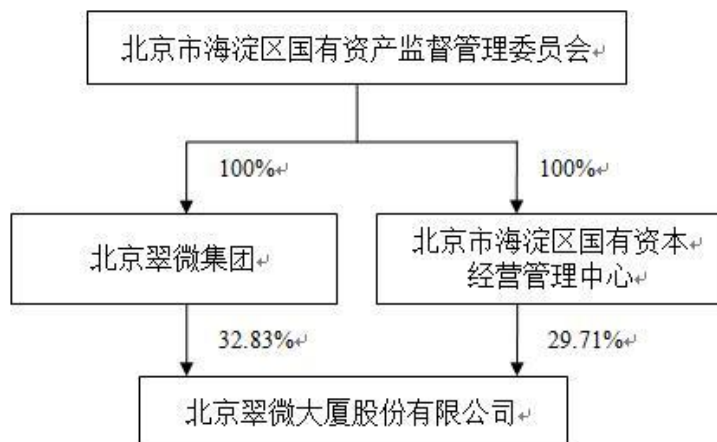 北京市海淀区国有资产监督管理委员会↵
100%↵ 100%↵
北京翠微集团↵
北京市海淀区国有资本↵
经营管理中心↵
32.83%↵ 29.71%↵
北京翠微大厦股份有限公司↵